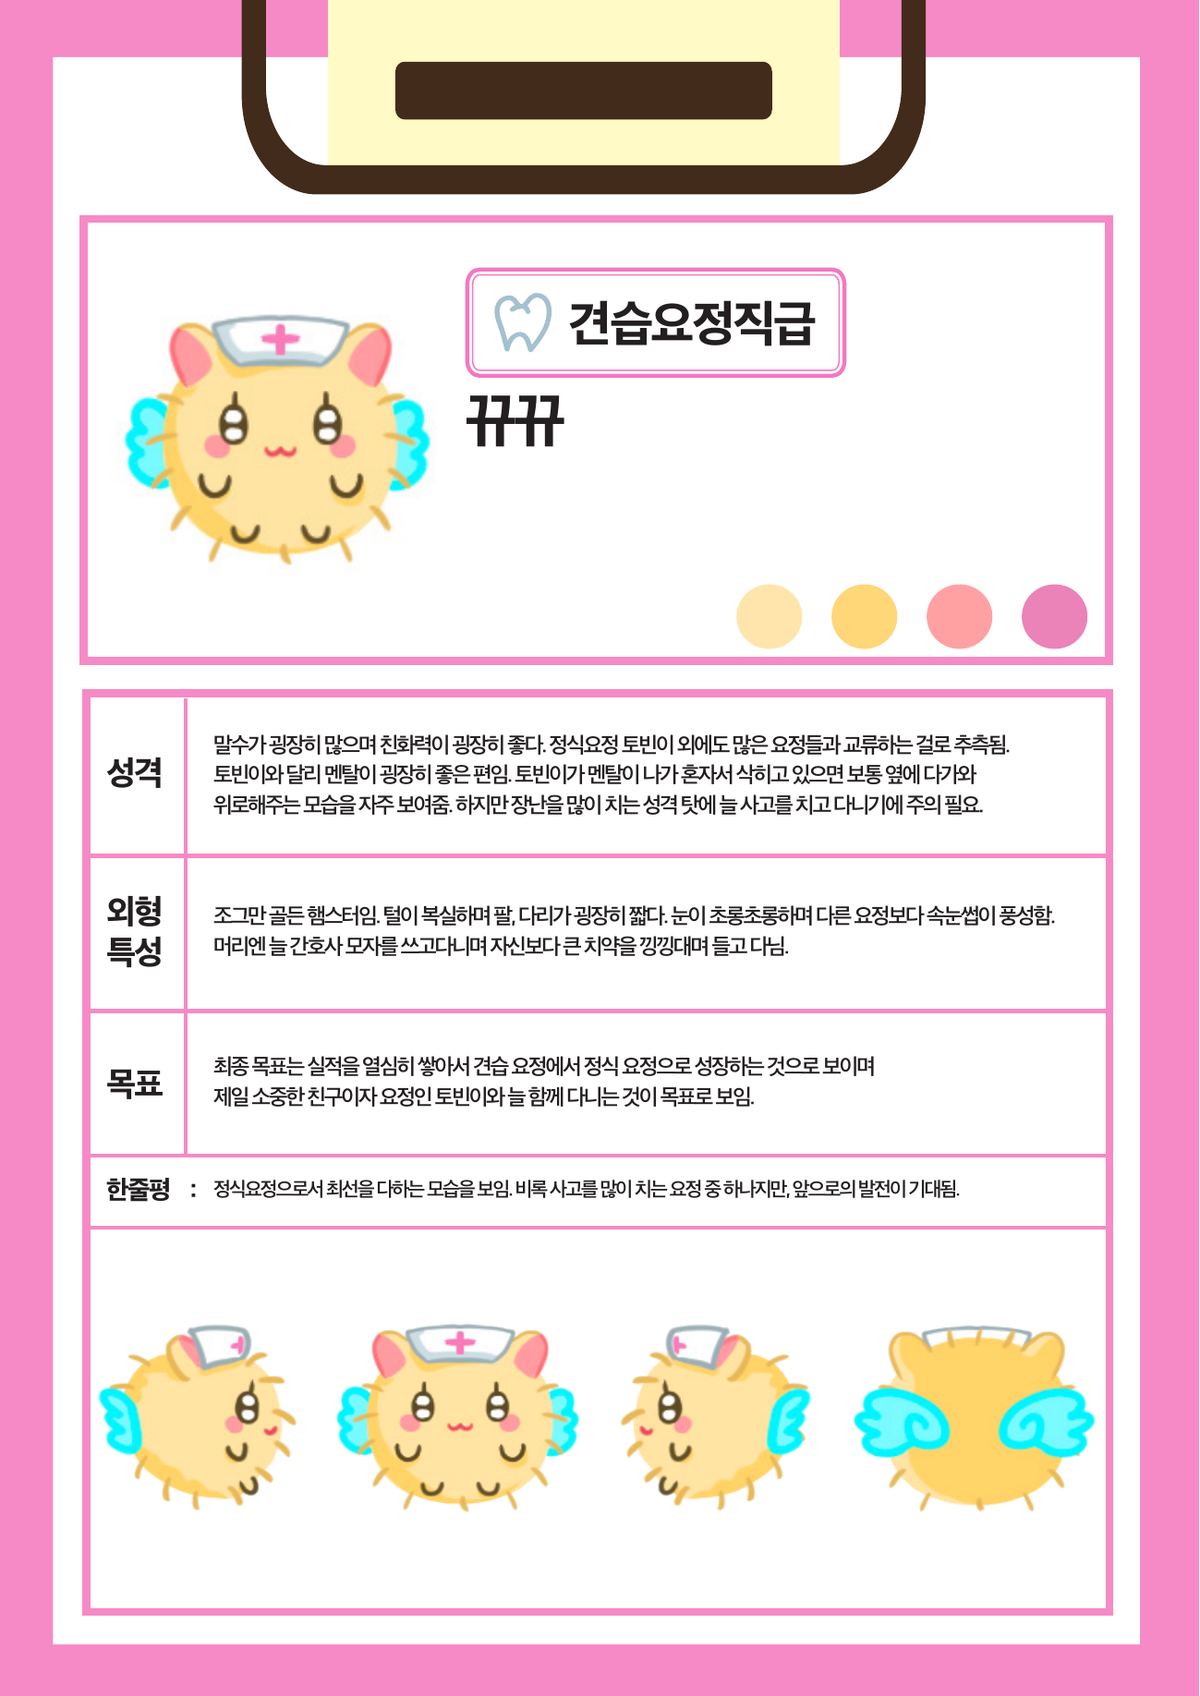 견습요정직급
뀨뀨
성격
말수가 굉장히 많으며 친화력이 굉장히 좋다. 정식요정 토빈이 외에도 많은 요정들과 교류하는 걸로 추측됨.
토빈이와 달리 멘탈이 굉장히 좋은 편임. 토빈이가 멘탈이 나가 혼자서 삭히고 있으면 보통 옆에 다가와
위로해주는 모습을 자주 보여줌. 하지만 장난을 많이 치는 성격 탓에 늘 사고를 치고 다니기에 주의 필요.
외형
특성
조그만 골든 햄스터임. 털이 복실하며 팔, 다리가 굉장히 짧다. 눈이 초롱초롱하며 다른 요정보다 속눈썹이 풍성함.
머리엔 늘 간호사 모자를 쓰고다니며 자신보다 큰 치약을 낑낑대며 들고 다님.
목표
최종 목표는 실적을 열심히 쌓아서 견습 요정에서 정식 요정으로 성장하는 것으로 보이며
제일 소중한 친구이자 요정인 토빈이와 늘 함께 다니는 것이 목표로 보임.
한줄평 : 정식요정으로서 최선을 다하는 모습을 보임. 비록 사고를 많이 치는 요정 중 하나지만, 앞으로의 발전이 기대됨.